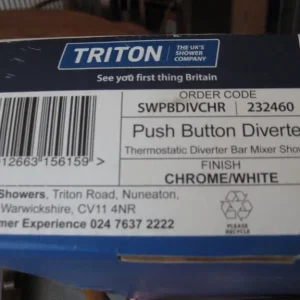 TRITON
THE UK'S
SHOWER
COMPANY
See you first thing Britain
ORDER CODE
SWPBDIVCHR 232460
Push Button Diverte
Thermostatic Diverter Bar Mixer Show
FINISH
CHROME/WHITE
012663 156159 >
Showers, Triton Road, Nuneaton,
Warwickshire, CV11 4NR
mer Experience 024 7637 2222
PLEASE
RECYCLE